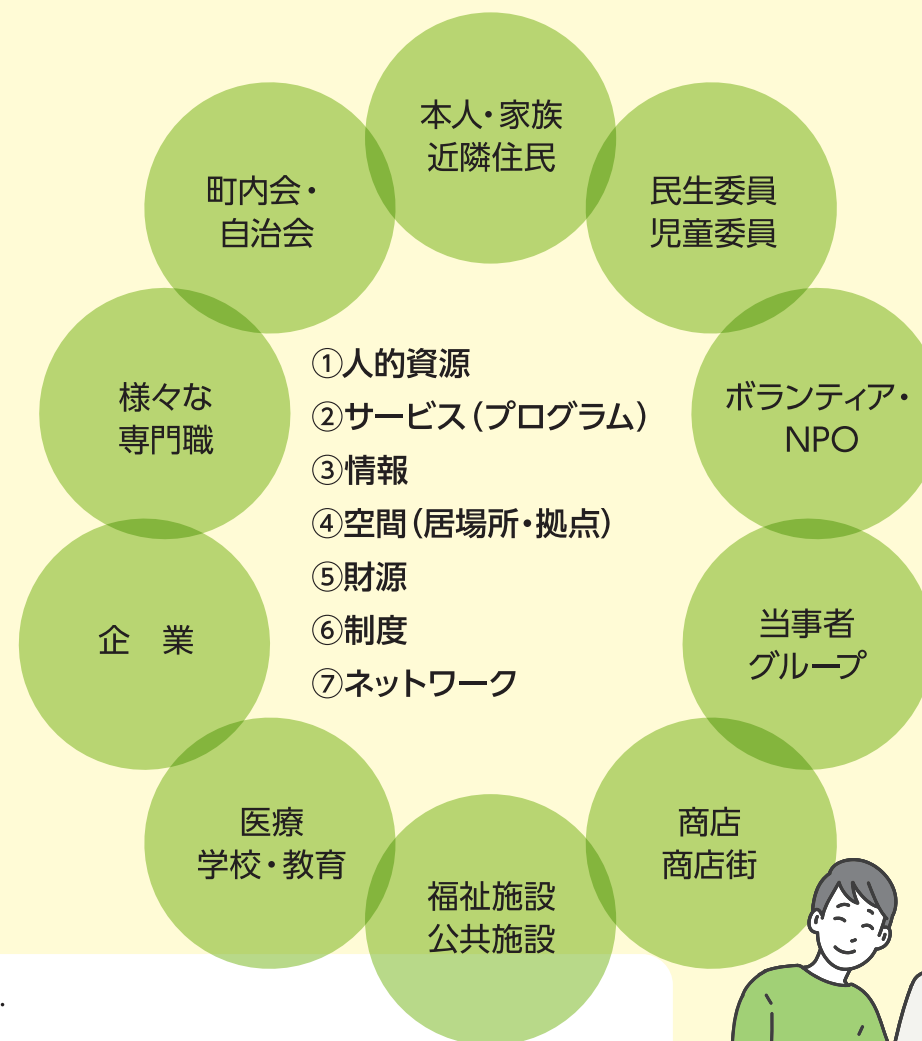 本人・家族
近隣住民
町内会・
自治会
民生委員
児童委員
様々な
専門職
ボランティア・
NPO
①人的資源
②サービス(プログラム)
③情報
④空間(居場所・拠点)
⑤財源
⑥制度
⑦ネットワーク
企　業
当事者
グループ
医療
学校・教育
商店
商店街
福祉施設
公共施設